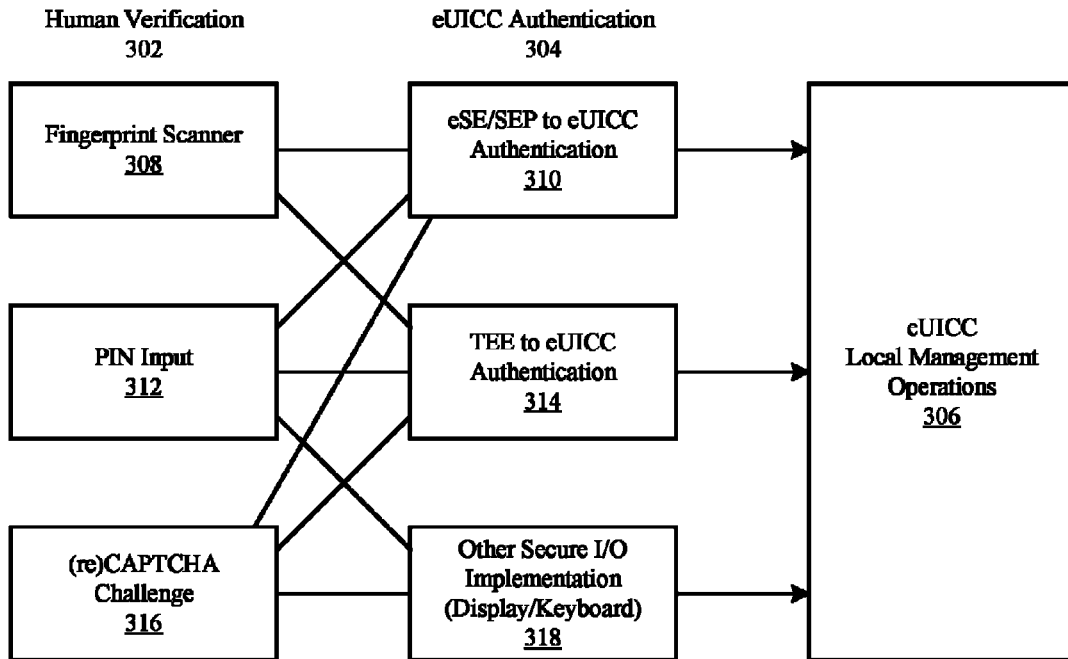 Human Verification
302
eUICC Authentication
304
Fingerprint Scanner
308
eSE/SEP to eUICC
Authentication
310
PIN Input
312
TEE to eUICC
Authentication
314
eUICC
Local Management
Operations
306
(re)CAPTCHA
Challenge
316
Other Secure I/O
Implementation
(Display/Keyboard)
318